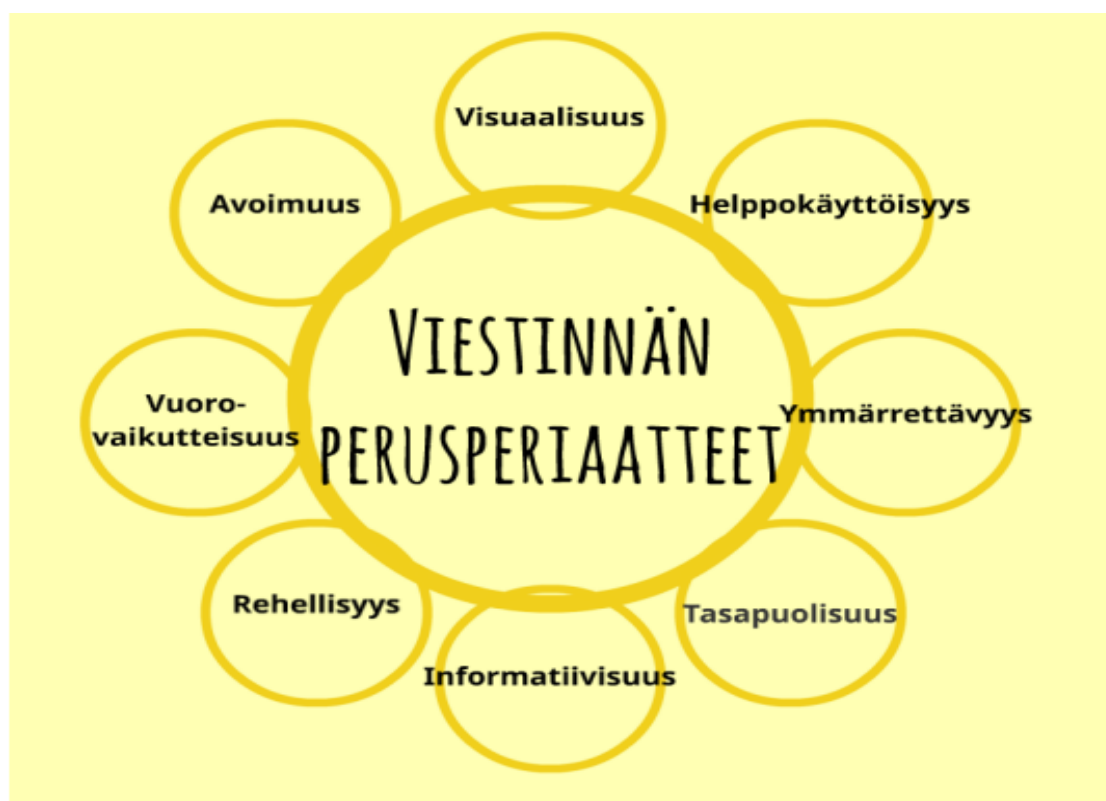 Visuaalisuus
Avoimuus
Helppokäyttöisyys
VIESTINNÄN
PERUSPERIAATTEET
Vuoro-
vaikutteisuus
Ymmärrettävyys
Rehellisyys
Tasapuolisuus
Informatiivisuus